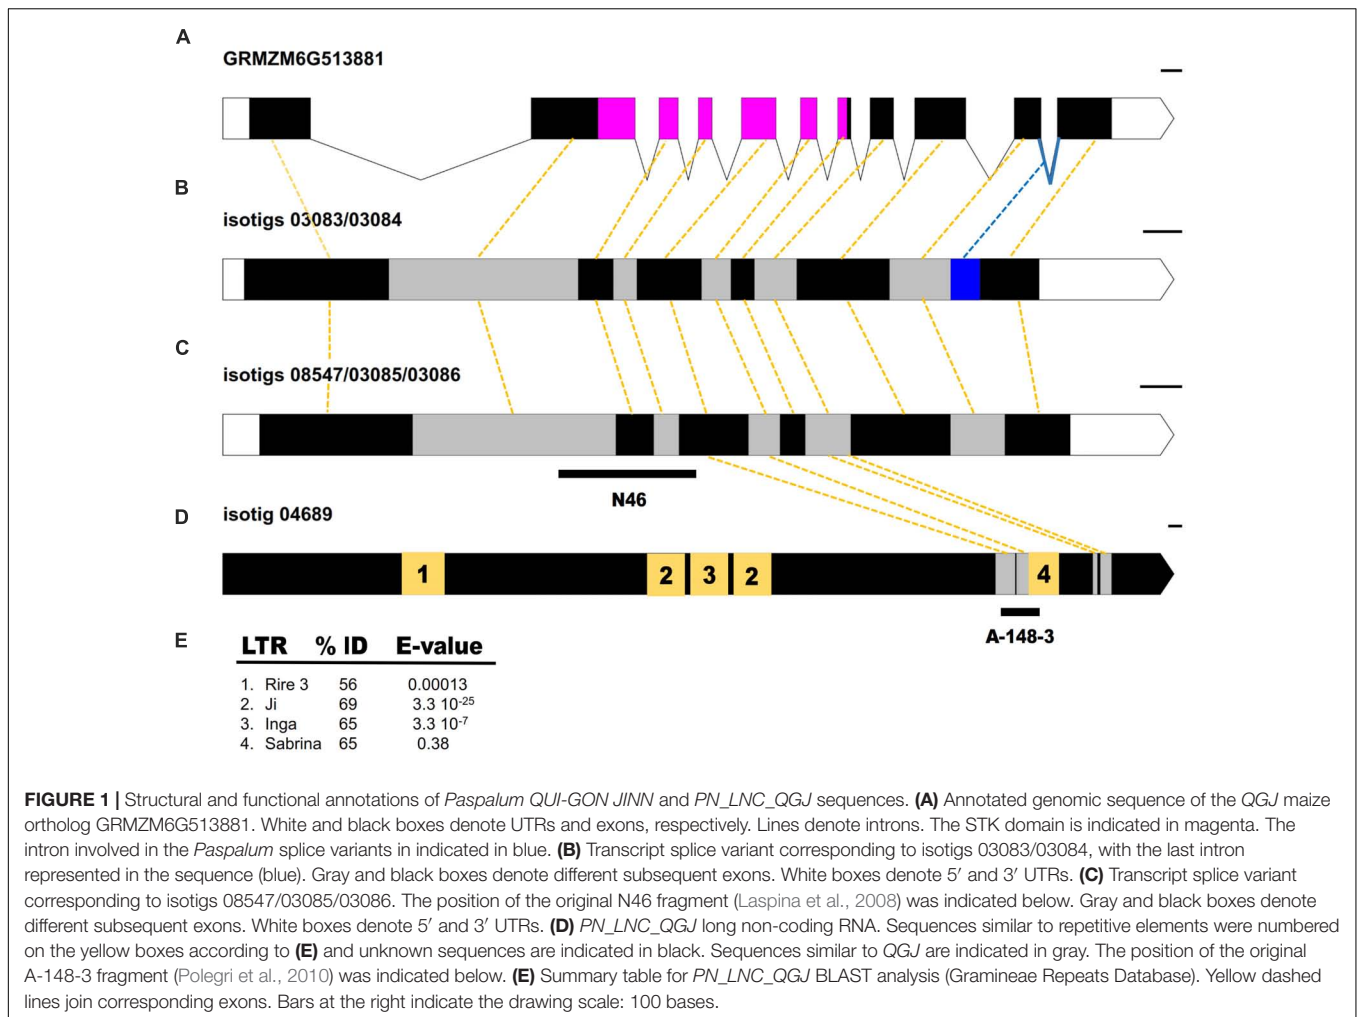 A
GRMZM6G513881
B
isotigs 03083/03084
C
isotigs 08547/03085/03086
N46
D
isotig 04689
1 2 3 2 4
A-148-3
E
LTR % ID E-value
1. Rire 3 56 0.00013
2. Ji 69 3.3 10-25
3. Inga 65 3.3 10-7
4. Sabrina 65 0.38
FIGURE 1 | Structural and functional annotations of Paspalum QUI-GON JINN and PN_LNC_QGJ sequences. (A) Annotated genomic sequence of the QGJ maize
ortholog GRMZM6G513881. White and black boxes denote UTRs and exons, respectively. Lines denote introns. The STK domain is indicated in magenta. The
intron involved in the Paspalum splice variants in indicated in blue. (B) Transcript splice variant corresponding to isotigs 03083/03084, with the last intron
represented in the sequence (blue). Gray and black boxes denote different subsequent exons. White boxes denote 5′ and 3′ UTRs. (C) Transcript splice variant
corresponding to isotigs 08547/03085/03086. The position of the original N46 fragment (Laspina et al., 2008) was indicated below. Gray and black boxes denote
different subsequent exons. White boxes denote 5′ and 3′ UTRs. (D) PN_LNC_QGJ long non-coding RNA. Sequences similar to repetitive elements were numbered
on the yellow boxes according to (E) and unknown sequences are indicated in black. Sequences similar to QGJ are indicated in gray. The position of the original
A-148-3 fragment (Polegri et al., 2010) was indicated below. (E) Summary table for PN_LNC_QGJ BLAST analysis (Gramineae Repeats Database). Yellow dashed
lines join corresponding exons. Bars at the right indicate the drawing scale: 100 bases.